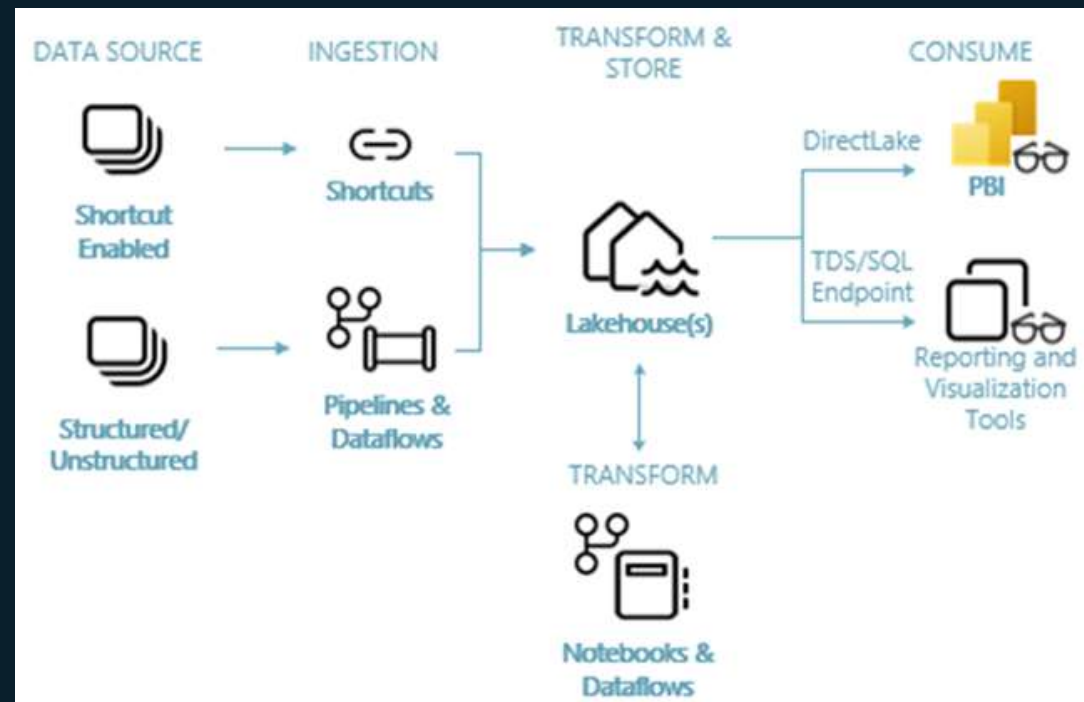 DATA SOURCE
INGESTION
TRANSFORM &
STORE
CONSUME
Shortcut
Enabled
Shortcuts
Structured/
Unstructured
Pipelines &
Dataflows
Lakehouse(s)
TRANSFORM
Notebooks &
Dataflows
DirectLake
PBI
TDS/SQL
Endpoint
Reporting and
Visualization
Tools